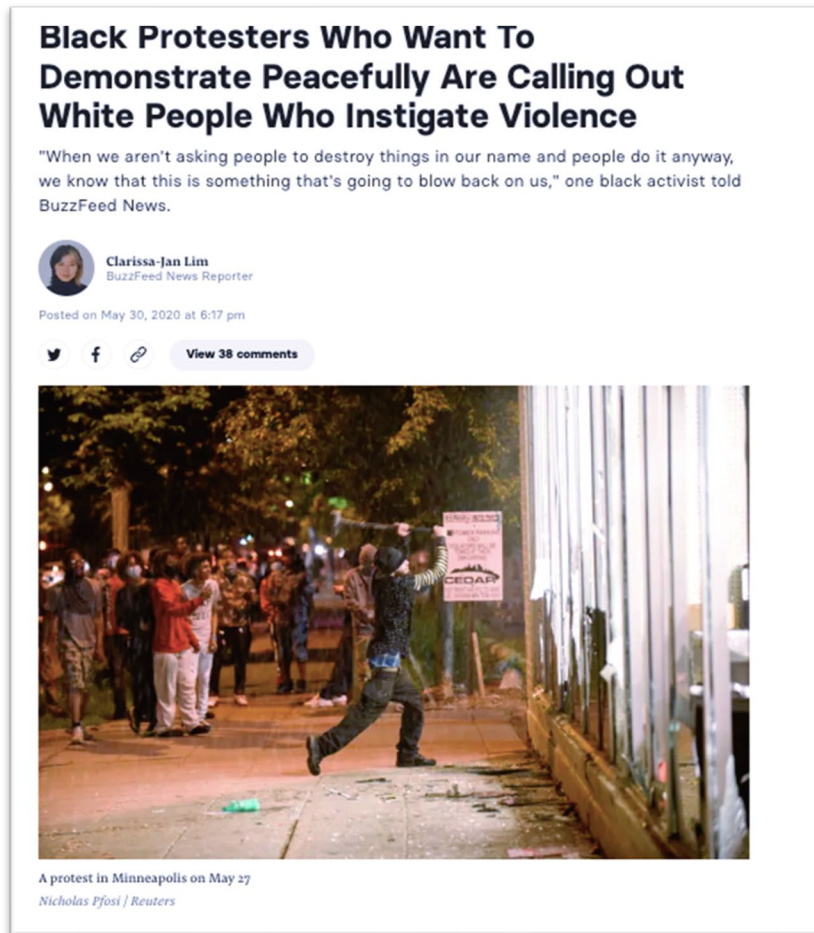 Black Protesters Who Want To
Demonstrate Peacefully Are Calling Out
White People Who Instigate Violence
"When we aren't asking people to destroy things in our name and people do it anyway,
we know that this is something that's going to blow back on us," one black activist told
BuzzFeed News.
Clarissa-Jan Lim
BuzzFeed News Reporter
Posted on May 30, 2020 at 6:17 pm
View 38 comments
CEDAR
A protest in Minneapolis on May 27
Nicholas Pfosi / Reuters